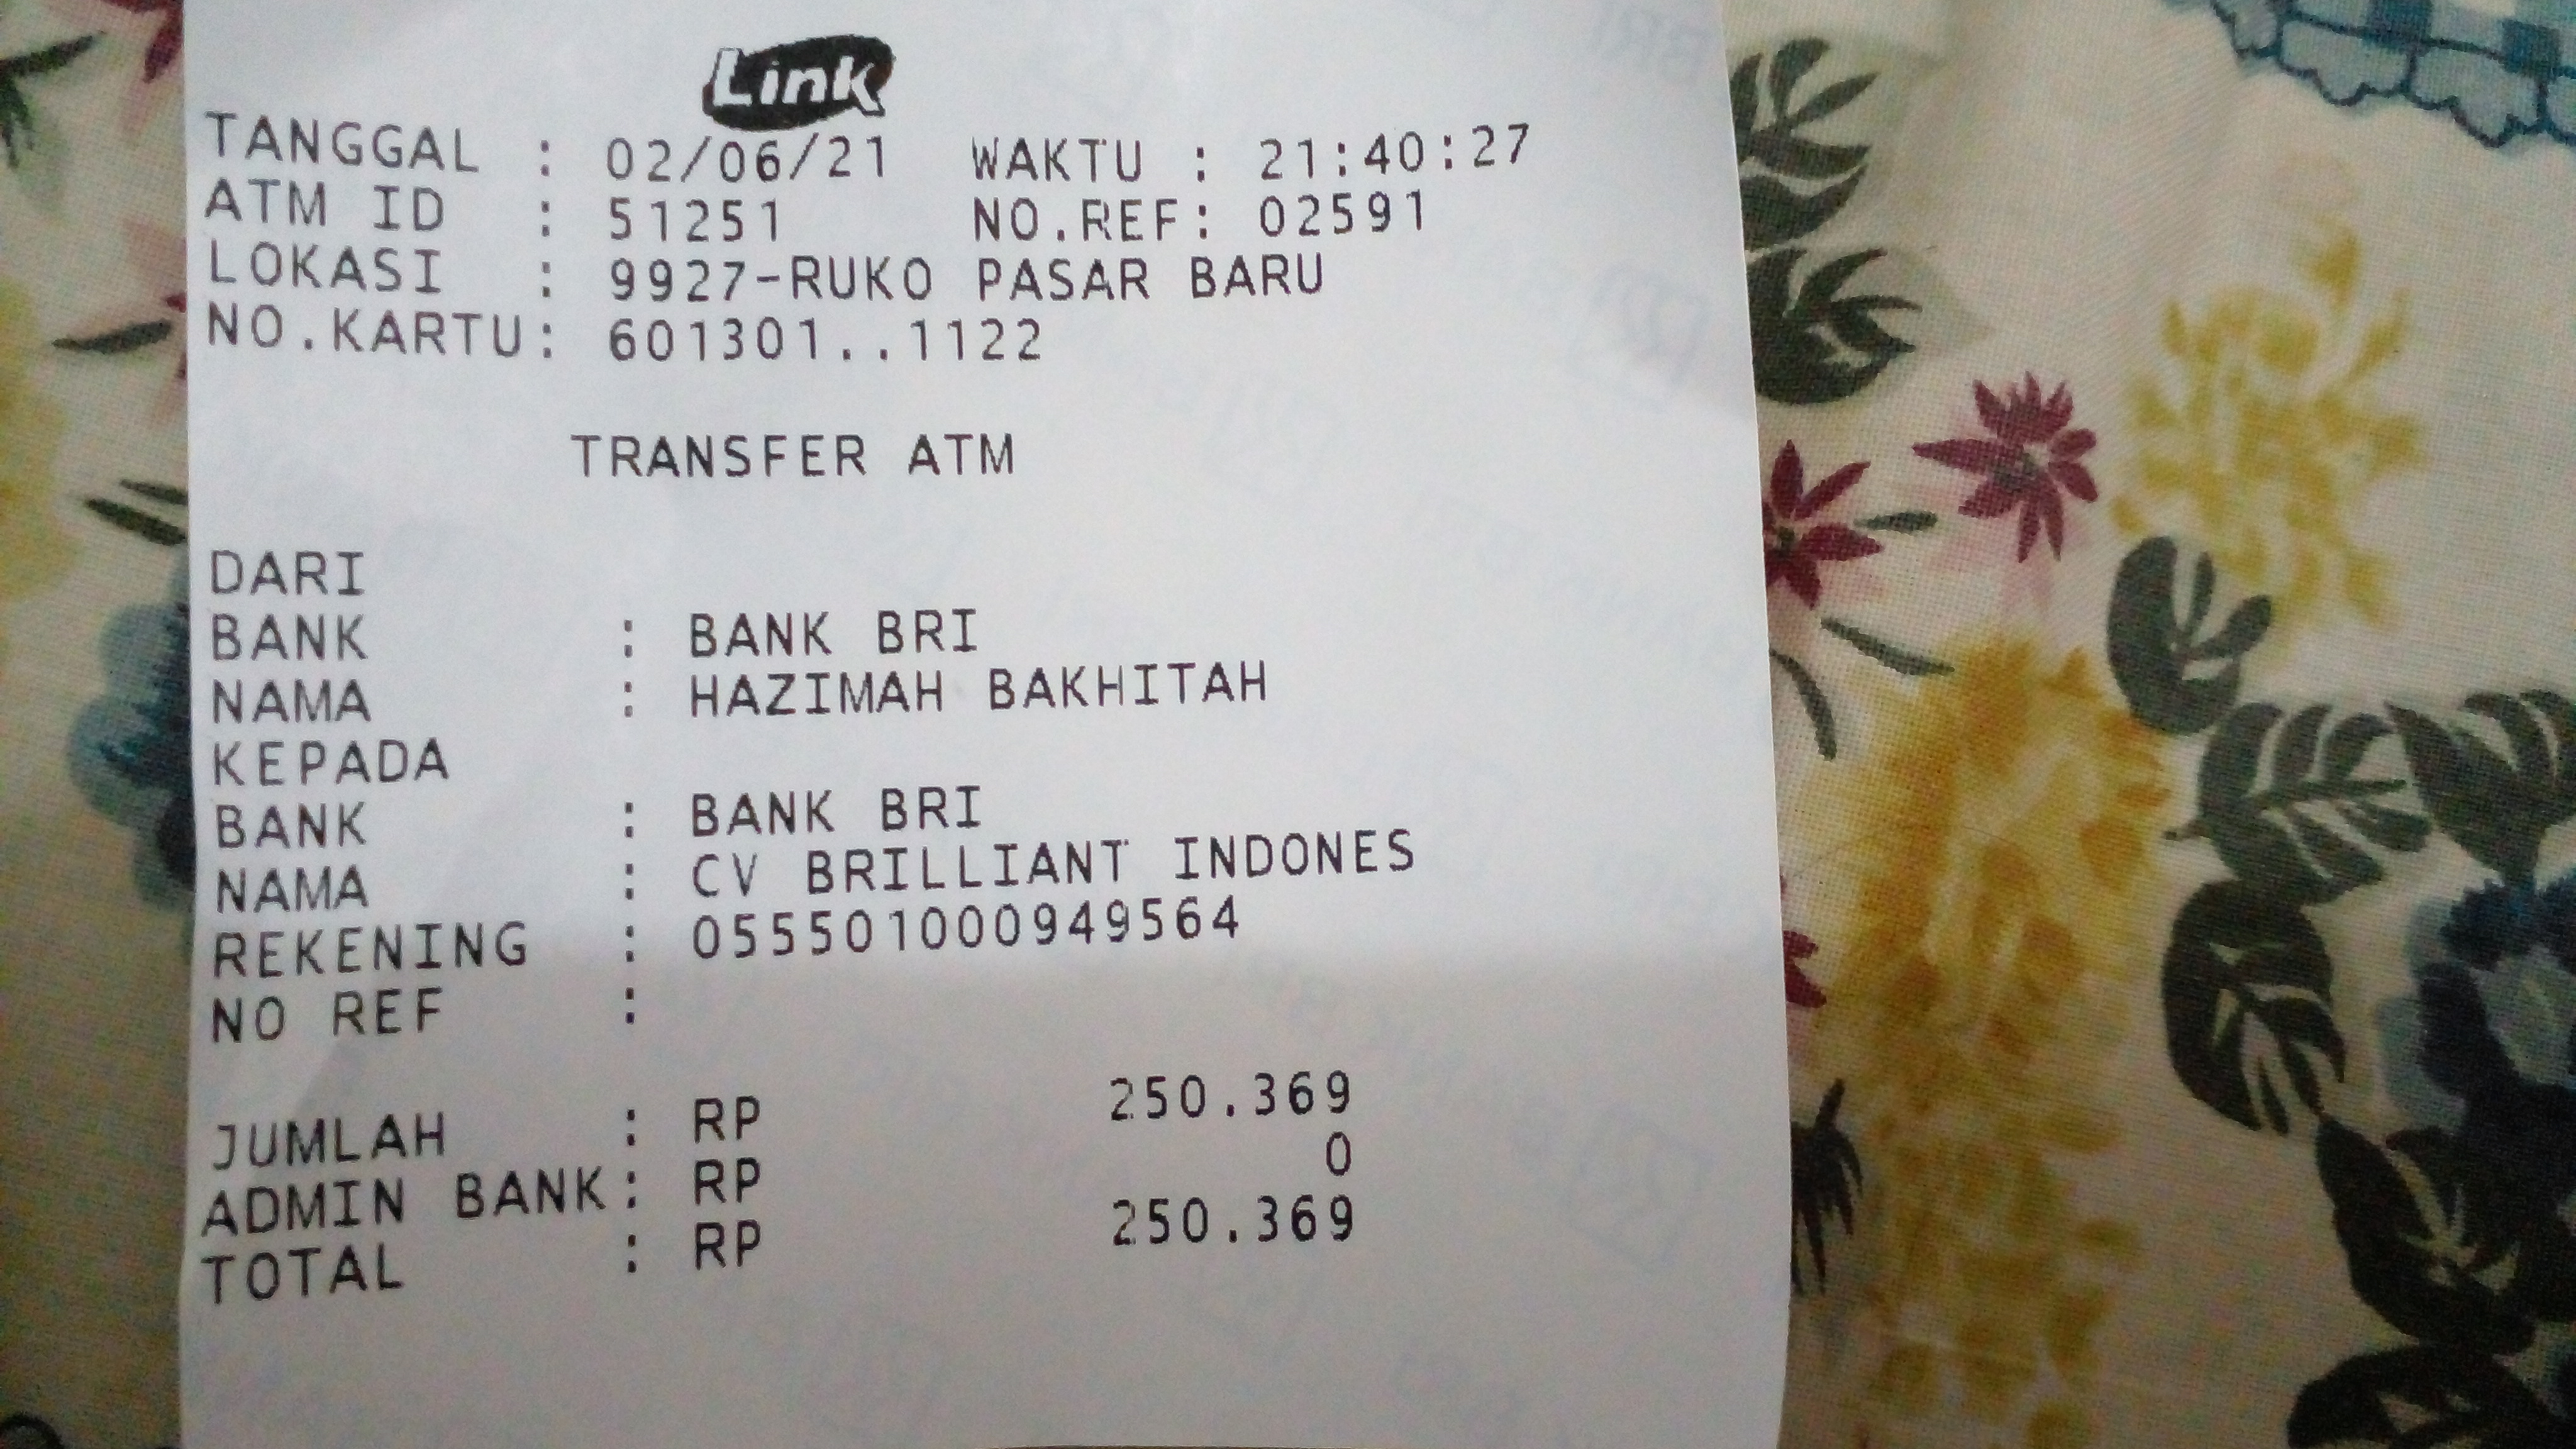 Link
TANGGAL : 02/06/21 WAKTU : 21:40:27
ATM ID : 51251 NO.REF: 02591
LOKASI : 9927-RUKO PASAR BARU
NO.KARTU: 601301..1122
TRANSFER ATM
DARI
BANK : BANK BRI
NAMA : HAZIMAH BAKHITAH
KEPADA
BANK : BANK BRI
NAMA : CV BRILLIANT INDONES
REKENING : 055501000949564
NO REF :
JUMLAH : RP 250.369
ADMIN BANK: RP 0
TOTAL : RP 250.369